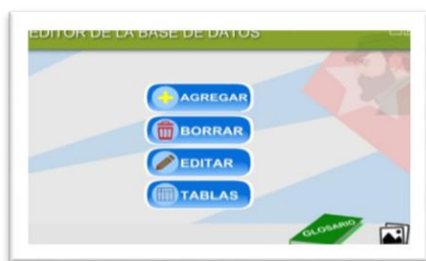 EDITOR DE LA BASE DE DATOS
AGREGAR
BORRAR
EDITAR
TABLAS
GLOSARIO